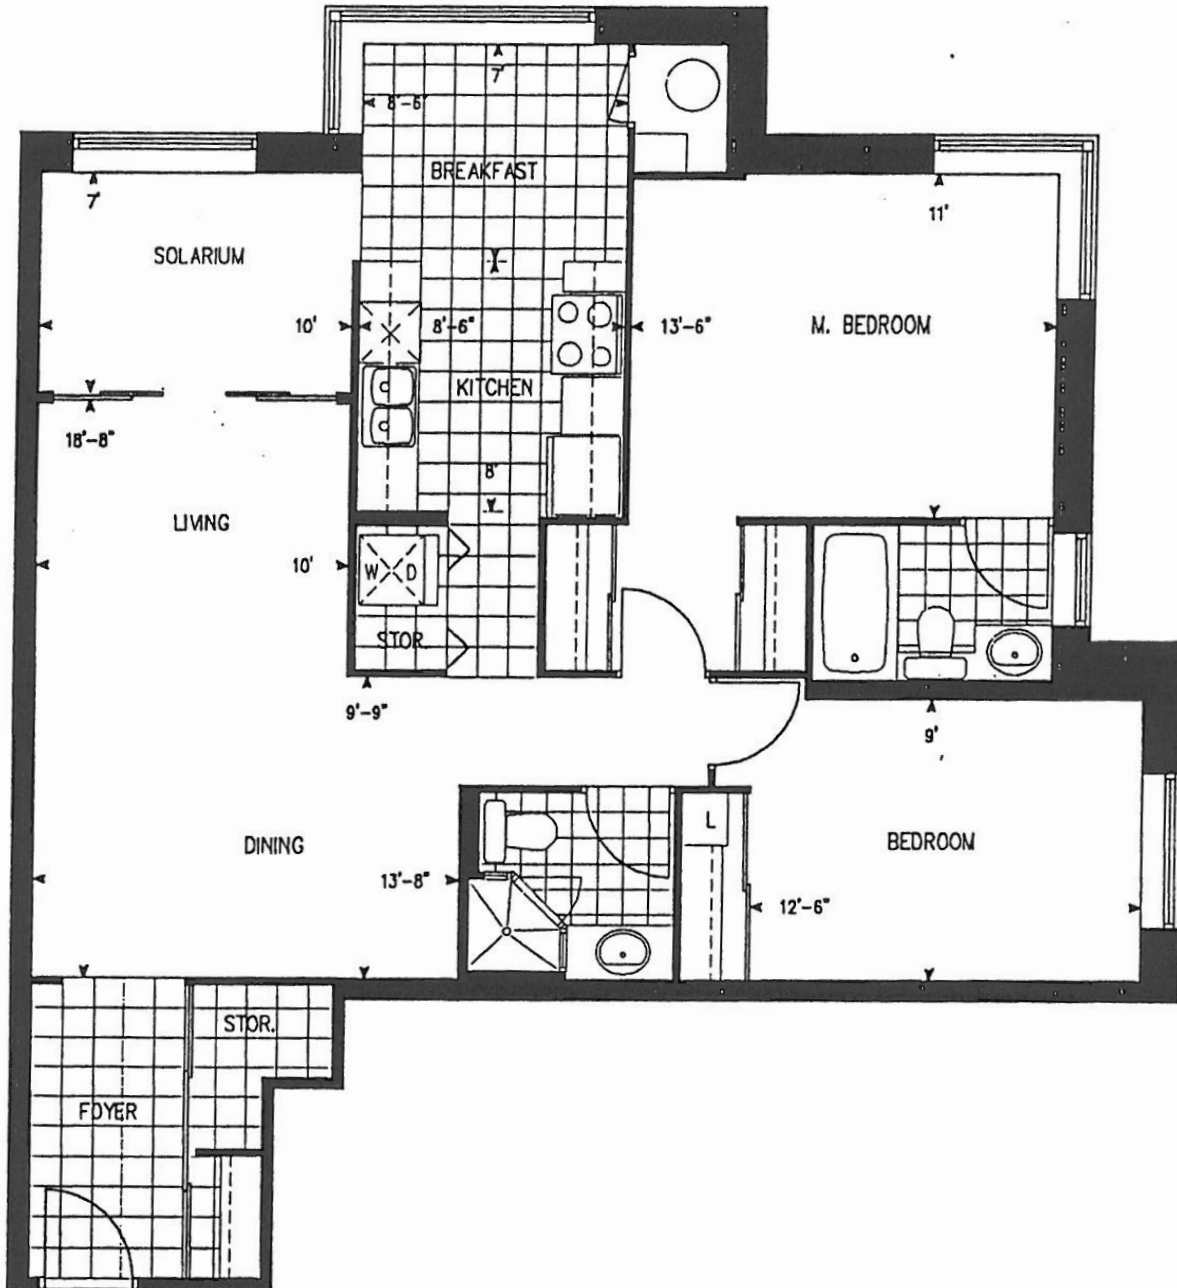 7'
8'-6"
BREAKFAST
7'
11'
SOLARIUM
10'
8'-6"
13'-6"
M. BEDROOM
KITCHEN
18'-8"
8'
LIVING
10'
W D
STOR.
9'-9"
9'
L
DINING
BEDROOM
13'-8"
12'-6"
STOR.
FOYER